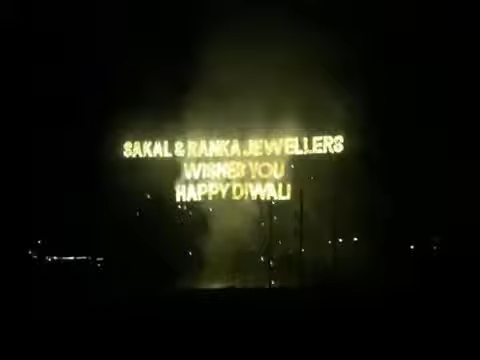 SAKAL & RANKA JEWELLERS
WISHES YOU
HAPPY DIWALI